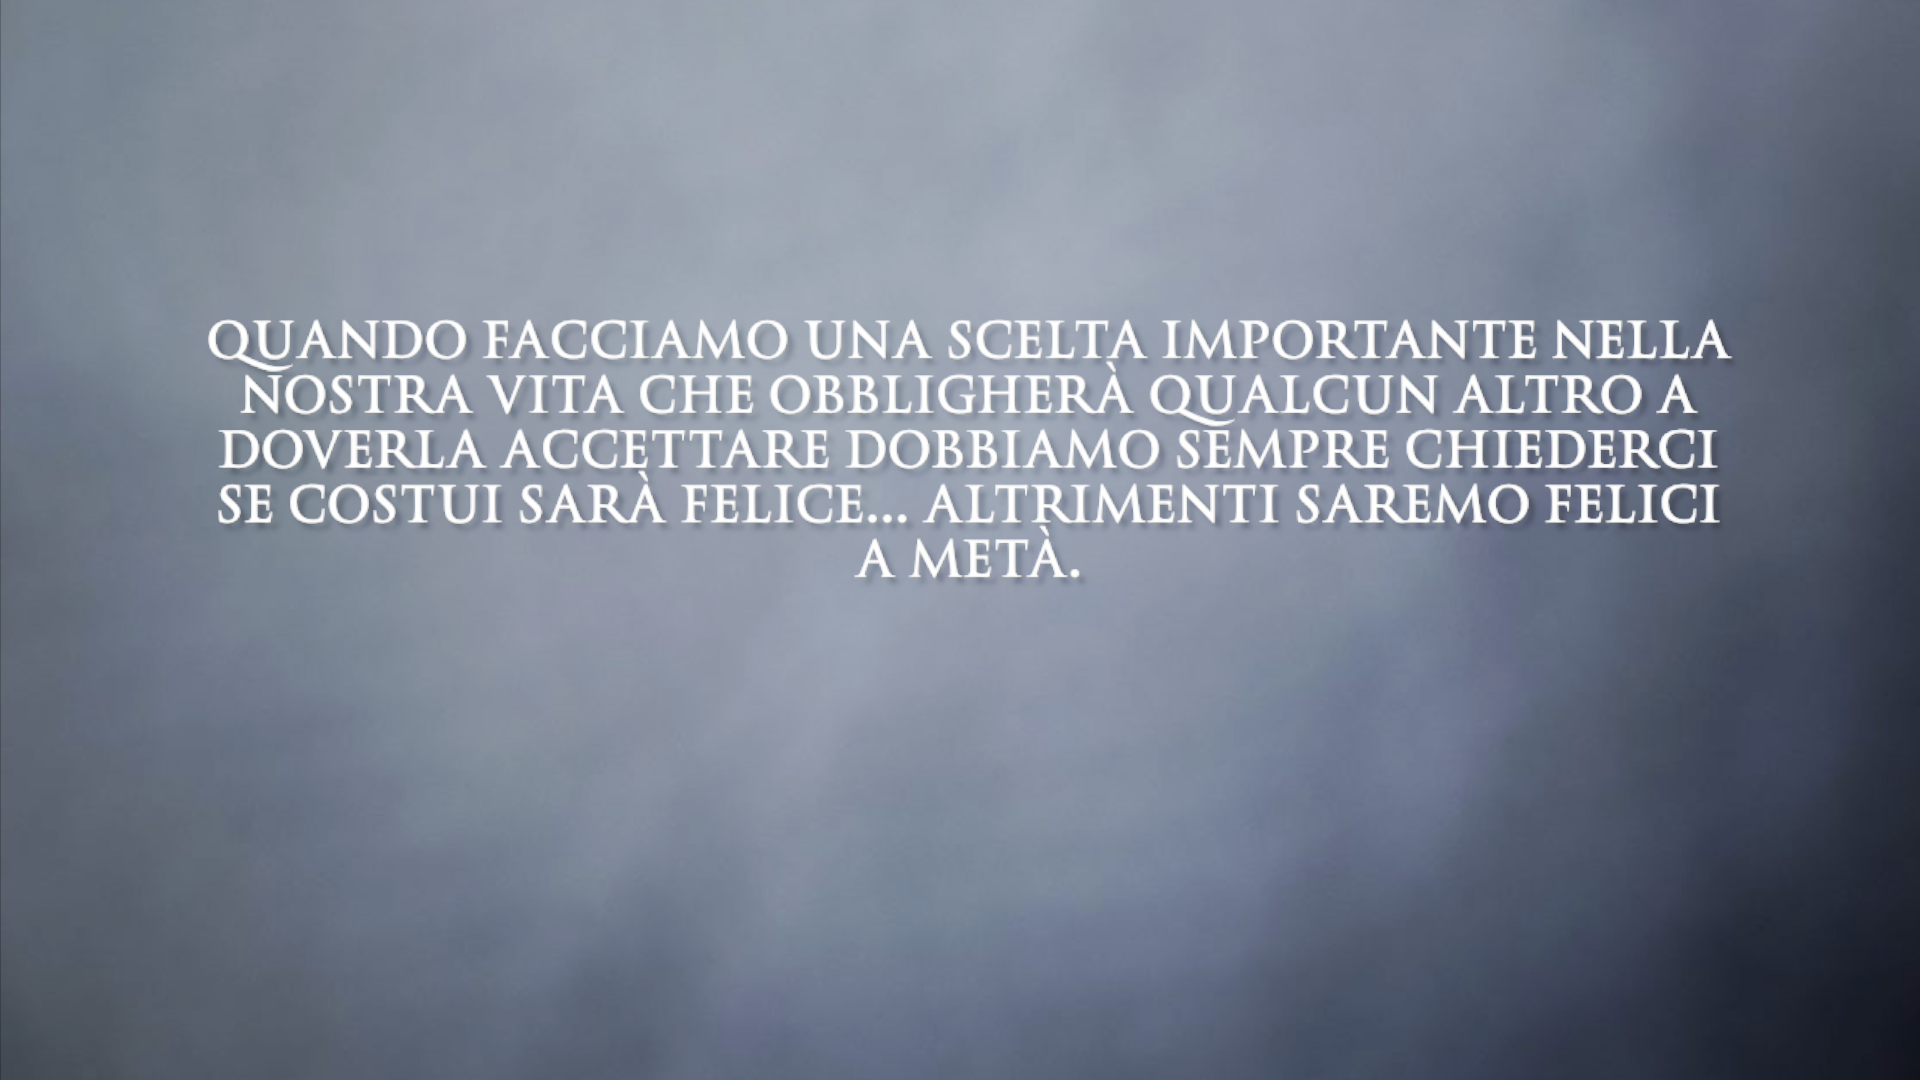 QUANDO FACCIAMO UNA SCELTA IMPORTANTE NELLA
NOSTRA VITA CHE OBBLIGHERÀ QUALCUN ALTRO A
DOVERLA ACCETTARE DOBBIAMO SEMPRE CHIEDERCI
SE COSTUI SARÀ FELICE... ALTRIMENTI SAREMO FELICI
A METÀ.